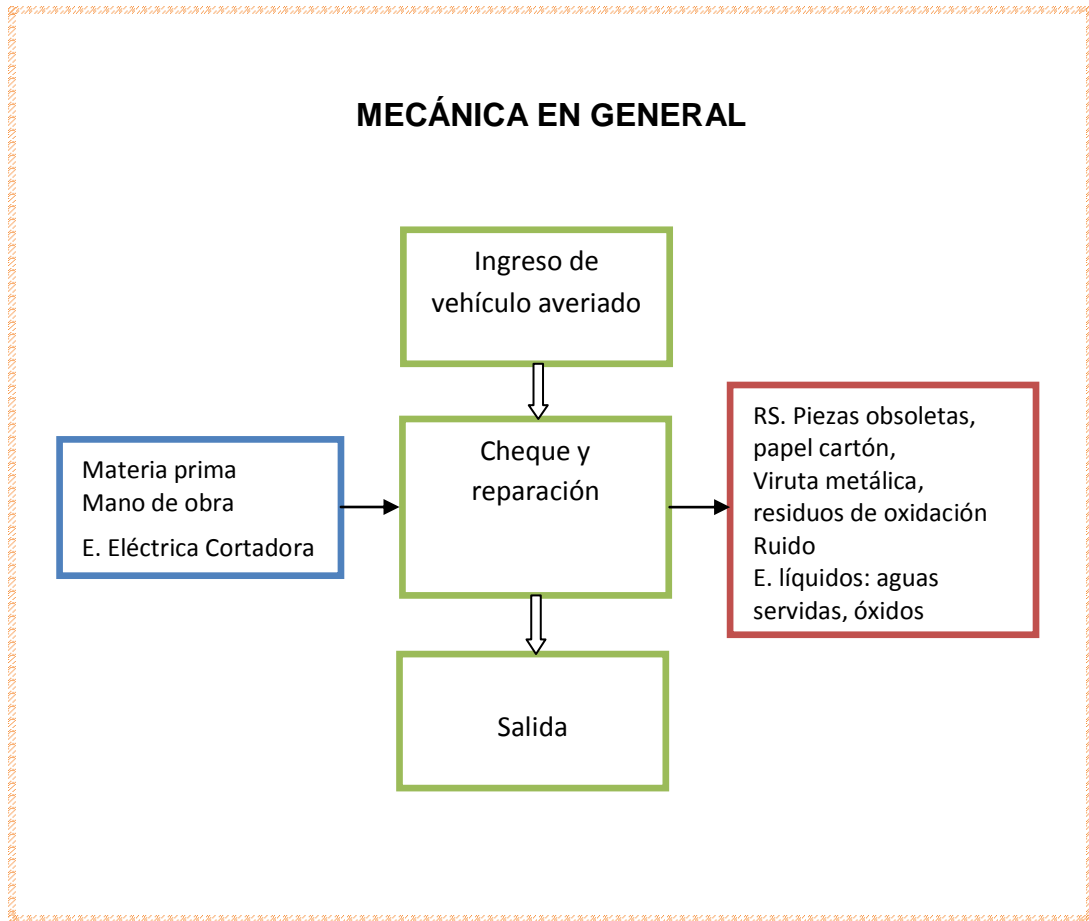 MECÁNICA EN GENERAL
Ingreso de
vehículo averiado
Materia prima
Mano de obra
E. Eléctrica Cortadora
Cheque y
reparación
RS. Piezas obsoletas,
papel cartón,
Viruta metálica,
residuos de oxidación
Ruido
E. líquidos: aguas
servidas, óxidos
Salida